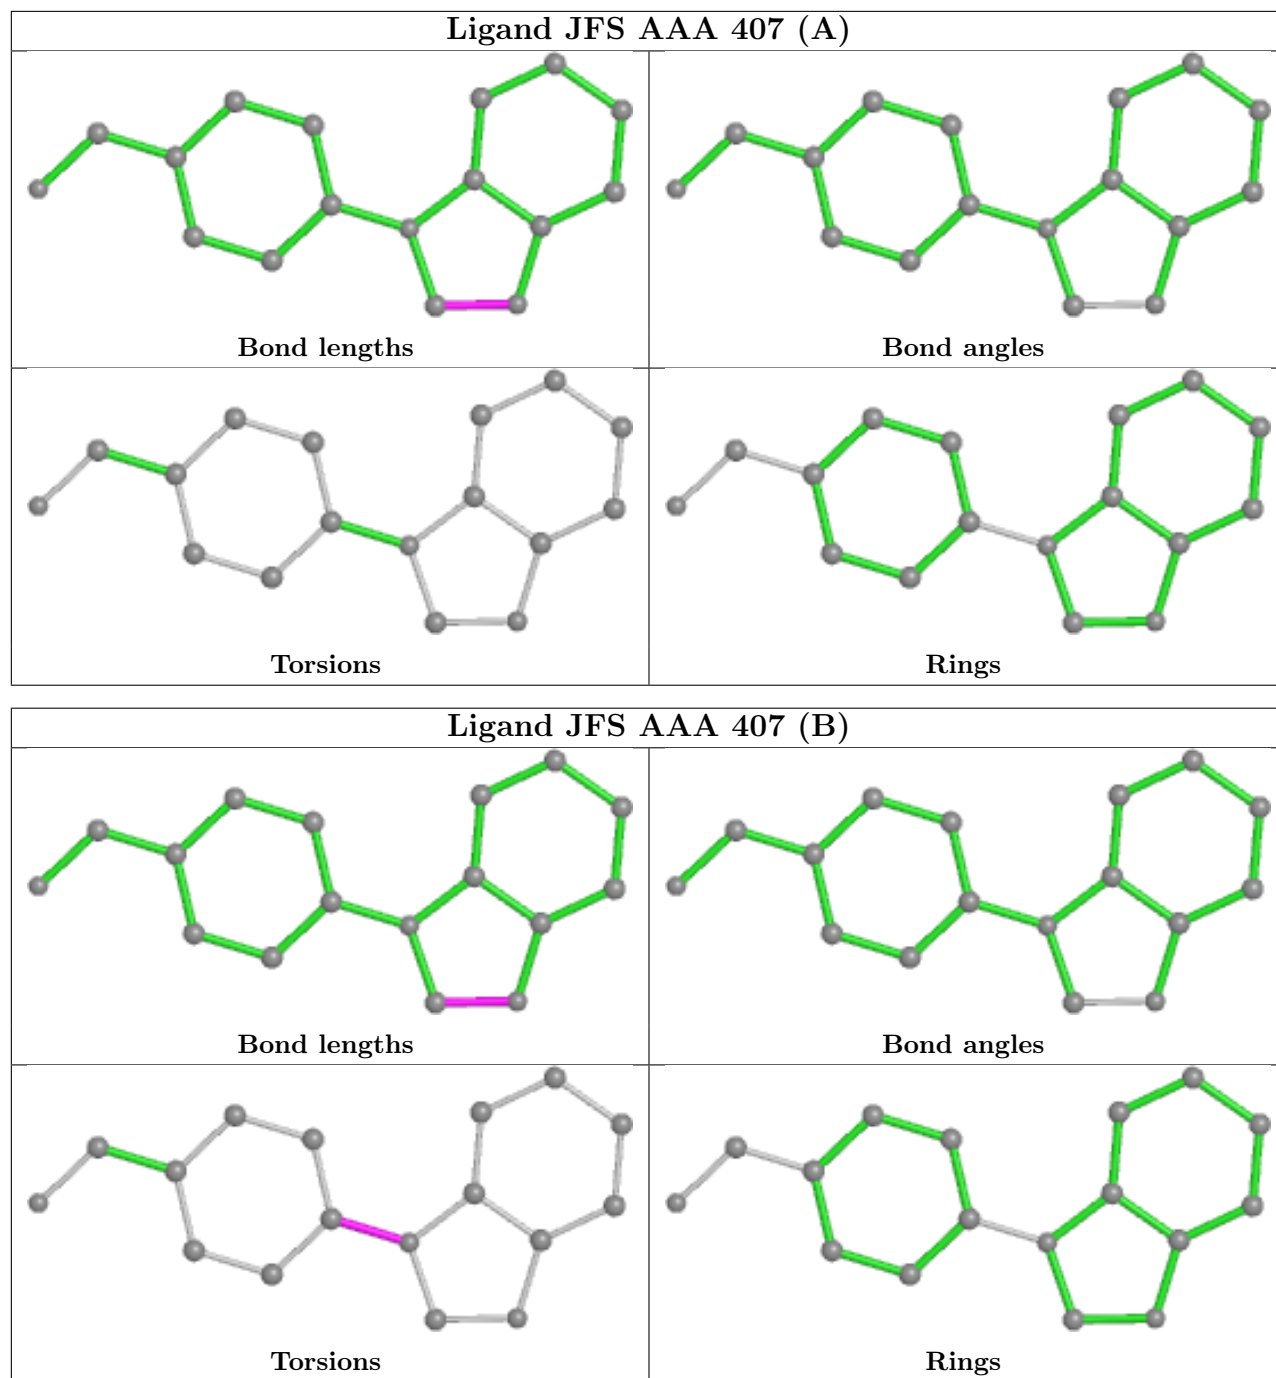 Ligand JFS AAA 407 (A)
Bond lengths
Bond angles
Torsions
Rings
Ligand JFS AAA 407 (B)
Bond lengths
Bond angles
Torsions
Rings